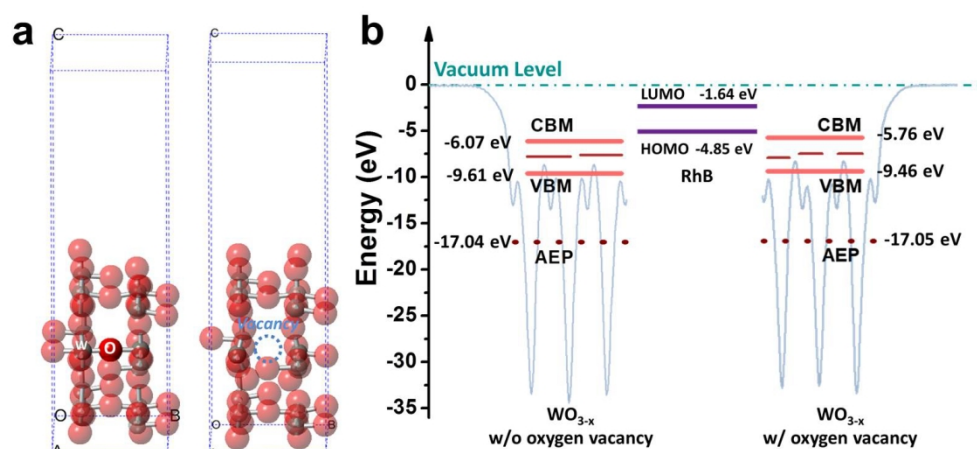 a
C
W
O
O
B
A
C
Vacancy
O
B
b
Energy (eV)
0
-5
-10
-15
-20
-25
-30
-35
Vacuum Level
-6.07 eV
CBM
-9.61 eV
VBM
-17.04 eV
AEP
WO3-x
w/o oxygen vacancy
LUMO -1.64 eV
HOMO -4.85 eV
RhB
CBM
-5.76 eV
VBM
-9.46 eV
-17.05 eV
AEP
WO3-x
w/ oxygen vacancy